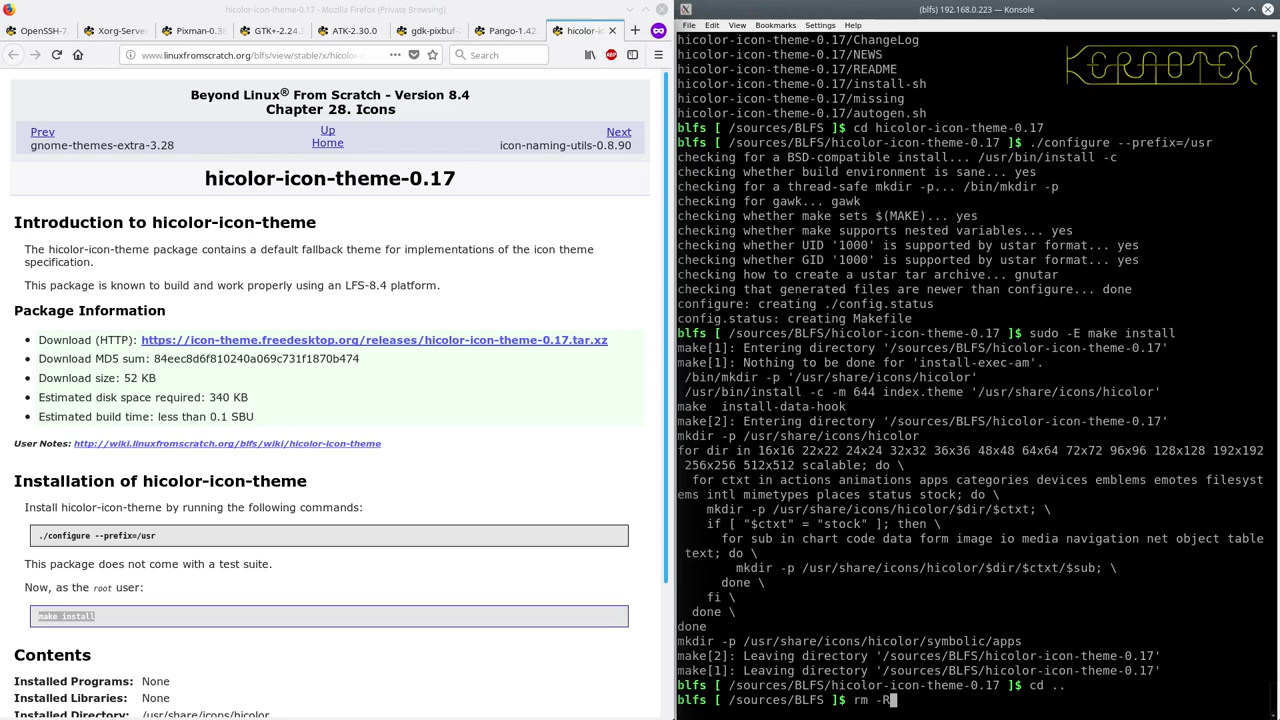 hicolor-icon-theme-0.17 - Mozilla Firefox (Private Browsing)
OpenSSH-7
Xorg-Server
Pixman-0.38
GTK+-2.24.
ATK-2.30.0
gdk-pixbuf-2
Pango-1.42.
hicolor-ic
www.linuxfromscratch.org/blfs/view/stable/x/hicolor-
Beyond Linux® From Scratch - Version 8.4
Chapter 28. Icons
Prev
Up
Next
gnome-themes-extra-3.28
Home
icon-naming-utils-0.8.90
hicolor-icon-theme-0.17
Introduction to hicolor-icon-theme
The hicolor-icon-theme package contains a default fallback theme for implementations of the icon theme
specification.
This package is known to build and work properly using an LFS-8.4 platform.
Package Information
Download (HTTP): https://icon-theme.freedesktop.org/releases/hicolor-icon-theme-0.17.tar.xz
Download MD5 sum: 84eec8d6f810240a069c731f1870b474
Download size: 52 KB
Estimated disk space required: 340 KB
Estimated build time: less than 0.1 SBU
User Notes: http://wiki.linuxfromscratch.org/blfs/wiki/hicolor-icon-theme
Installation of hicolor-icon-theme
Install hicolor-icon-theme by running the following commands:
./configure --prefix=/usr
This package does not come with a test suite.
Now, as the root user:
make install
Contents
Installed Programs: None
Installed Libraries: None
Installed Directory: /usr/share/icons/hicolor
(blfs) 192.168.0.223 — Konsole
File Edit View Bookmarks Settings Help
KERAOTEX
hicolor-icon-theme-0.17/ChangeLog
hicolor-icon-theme-0.17/NEWS
hicolor-icon-theme-0.17/README
hicolor-icon-theme-0.17/install-sh
hicolor-icon-theme-0.17/missing
hicolor-icon-theme-0.17/autogen.sh
blfs [ /sources/BLFS ]$ cd hicolor-icon-theme-0.17
blfs [ /sources/BLFS/hicolor-icon-theme-0.17 ]$ ./configure --prefix=/usr
checking for a BSD-compatible install... /usr/bin/install -c
checking whether build environment is sane... yes
checking for a thread-safe mkdir -p... /bin/mkdir -p
checking for gawk... gawk
checking whether make sets $(MAKE)... yes
checking whether make supports nested variables... yes
checking whether UID '1000' is supported by ustar format... yes
checking whether GID '1000' is supported by ustar format... yes
checking how to create a ustar tar archive... gnutar
checking that generated files are newer than configure... done
configure: creating ./config.status
config.status: creating Makefile
blfs [ /sources/BLFS/hicolor-icon-theme-0.17 ]$ sudo -E make install
make[1]: Entering directory '/sources/BLFS/hicolor-icon-theme-0.17'
make[1]: Nothing to be done for 'install-exec-am'.
/bin/mkdir -p '/usr/share/icons/hicolor'
/usr/bin/install -c -m 644 index.theme '/usr/share/icons/hicolor'
make  install-data-hook
make[2]: Entering directory '/sources/BLFS/hicolor-icon-theme-0.17'
mkdir -p /usr/share/icons/hicolor
for dir in 16x16 22x22 24x24 32x32 36x36 48x48 64x64 72x72 96x96 128x128 192x192
256x256 512x512 scalable; do \
for ctxt in actions animations apps categories devices emblems emotes filesyst
ems intl mimetypes places status stock; do \
mkdir -p /usr/share/icons/hicolor/$dir/$ctxt; \
if [ "$ctxt" = "stock" ]; then \
for sub in chart code data form image io media navigation net object table
text; do \
mkdir -p /usr/share/icons/hicolor/$dir/$ctxt/$sub; \
done \
fi \
done \
done
mkdir -p /usr/share/icons/hicolor/symbolic/apps
make[2]: Leaving directory '/sources/BLFS/hicolor-icon-theme-0.17'
make[1]: Leaving directory '/sources/BLFS/hicolor-icon-theme-0.17'
blfs [ /sources/BLFS/hicolor-icon-theme-0.17 ]$ cd ..
blfs [ /sources/BLFS ]$ rm -R